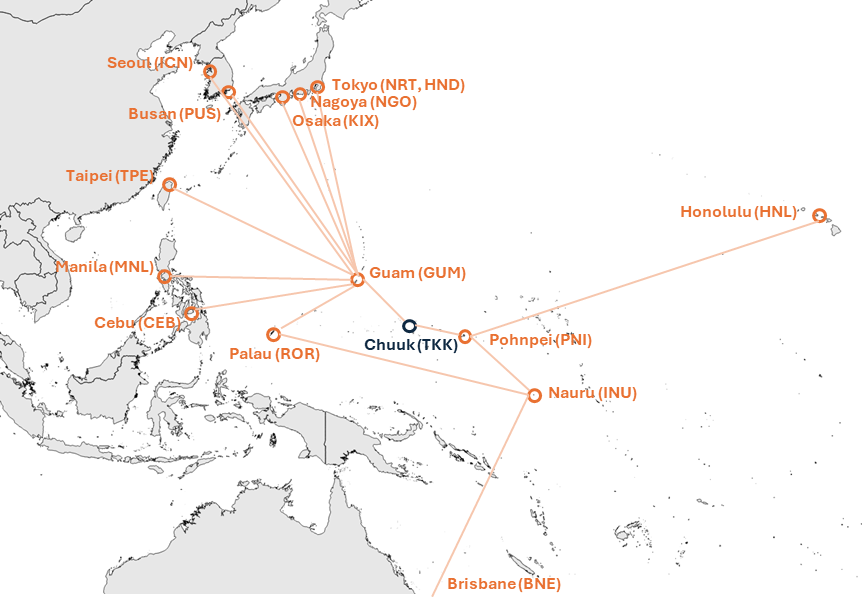 Seoul (ICN)
Tokyo (NRT, HND)
Nagoya (NGO)
Busan (PUS)
Osaka (KIX)
Taipei (TPE)
Honolulu (HNL)
Manila (MNL)
Guam (GUM)
Cebu (CEB)
Chuuk (TKK)
Pohnpei (PNI)
Palau (ROR)
Nauru (INU)
Brisbane (BNE)